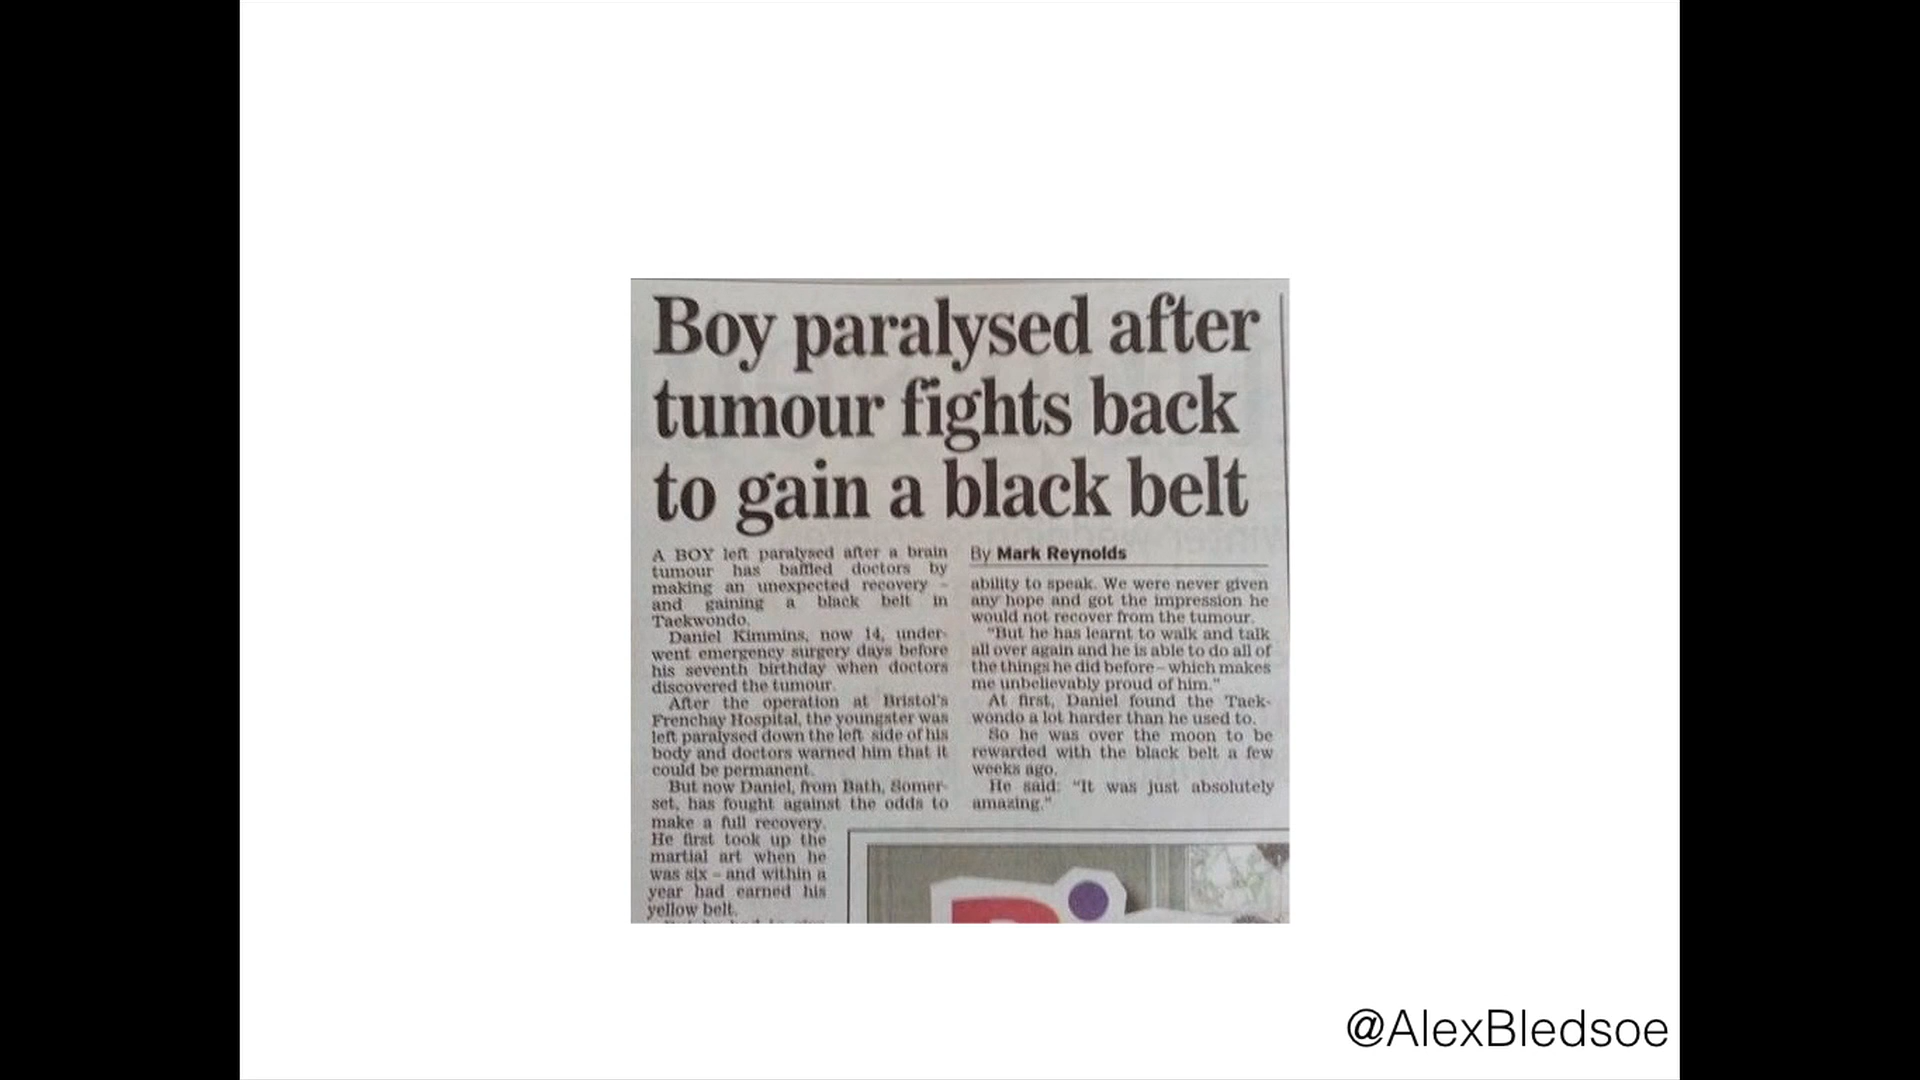 Boy paralysed after
tumour fights back
to gain a black belt
A BOY left paralysed after a brain
tumour has baffled doctors by
making an unexpected recovery –
and gaining a black belt in
Taekwondo.
Daniel Kimmins, now 14, under-
went emergency surgery days before
his seventh birthday when doctors
discovered the tumour.
After the operation at Bristol's
Frenchay Hospital, the youngster was
left paralysed down the left side of his
body and doctors warned him that it
could be permanent.
But now Daniel, from Bath, Somer-
set, has fought against the odds to
make a full recovery.
He first took up the
martial art when he
was six – and within a
year had earned his
yellow belt.
By Mark Reynolds
ability to speak. We were never given
any hope and got the impression he
would not recover from the tumour.
"But he has learnt to walk and talk
all over again and he is able to do all of
the things he did before – which makes
me unbelievably proud of him."
At first, Daniel found the Taek-
wondo a lot harder than he used to.
So he was over the moon to be
rewarded with the black belt a few
weeks ago.
He said: "It was just absolutely
amazing."
@AlexBledsoe